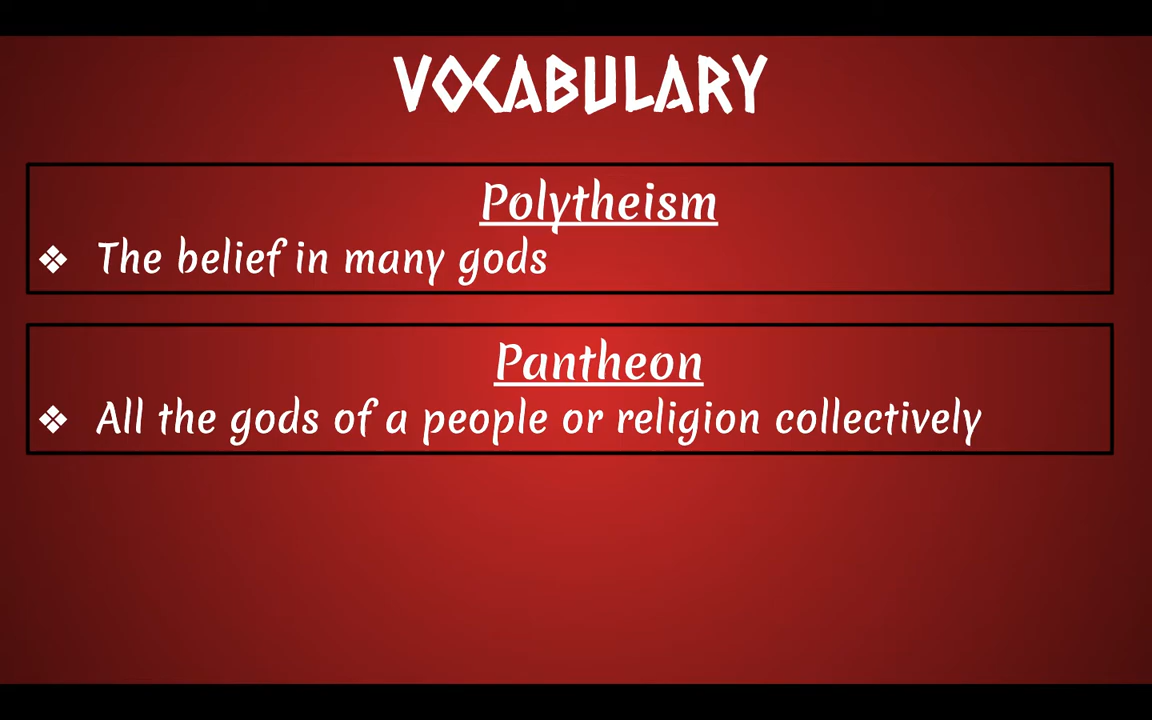 VOCABULARY
Polytheism
❖ The belief in many gods
Pantheon
❖ All the gods of a people or religion collectively